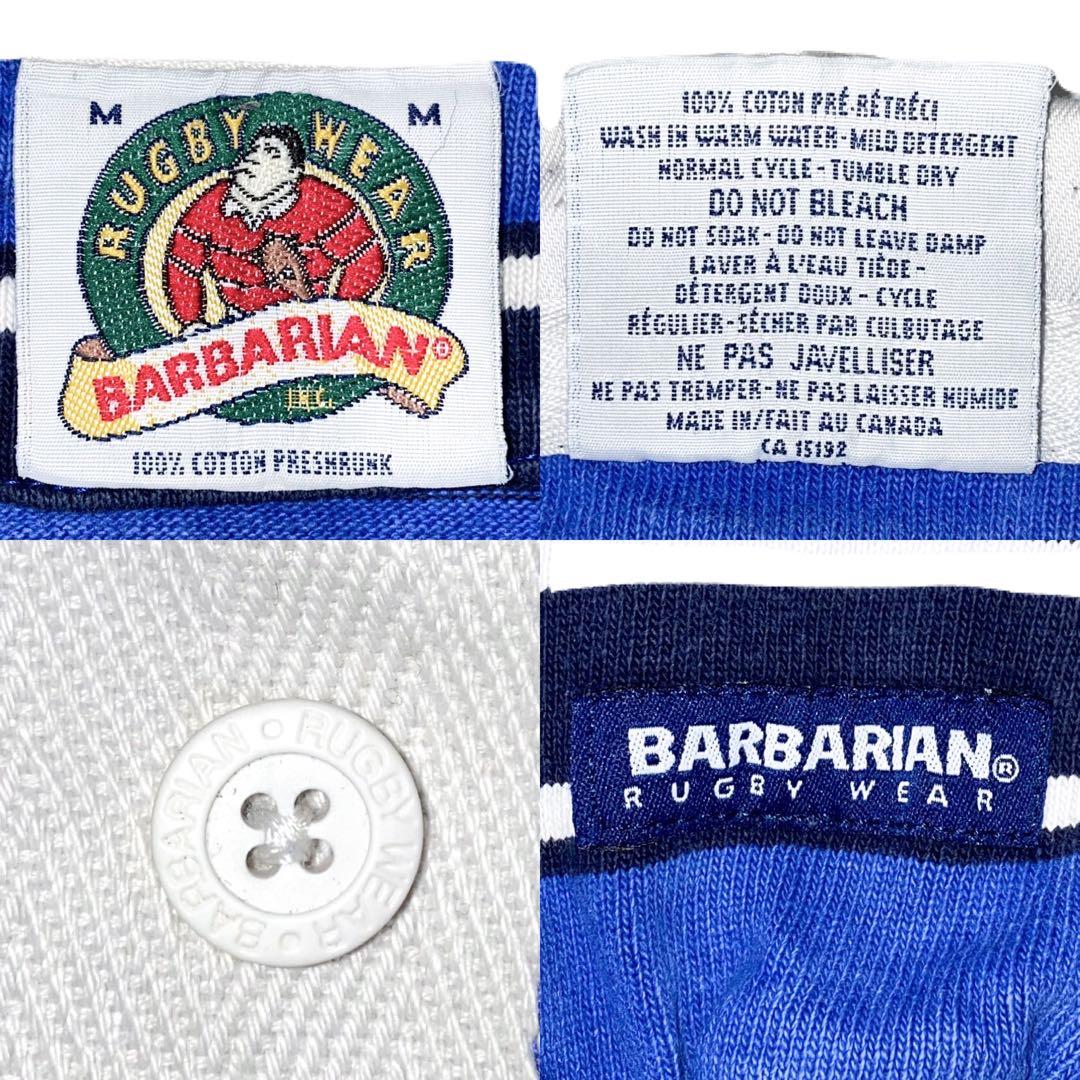 M M
RUGBY WEAR
BARBARIAN®
INC.
100% COTTON PRESHRUNK
100% COTON PRÉ-RÉTRÉCI
WASH IN WARM WATER-MILD DETERGENT
NORMAL CYCLE-TUMBLE DRY
DO NOT BLEACH
DO NOT SOAK-DO NOT LEAVE DAMP
LAVER À L'EAU TIÈDE-
DÉTERGENT DOUX-CYCLE
RÉGULIER-SÉCHER PAR CULBUTAGE
NE PAS JAVELLISER
NE PAS TREMPER-NE PAS LAISSER HUMIDE
MADE IN/FAIT AU CANADA
CA 15192
BARBARIAN • RUGBY WEAR •
BARBARIAN®
RUGBY WEAR